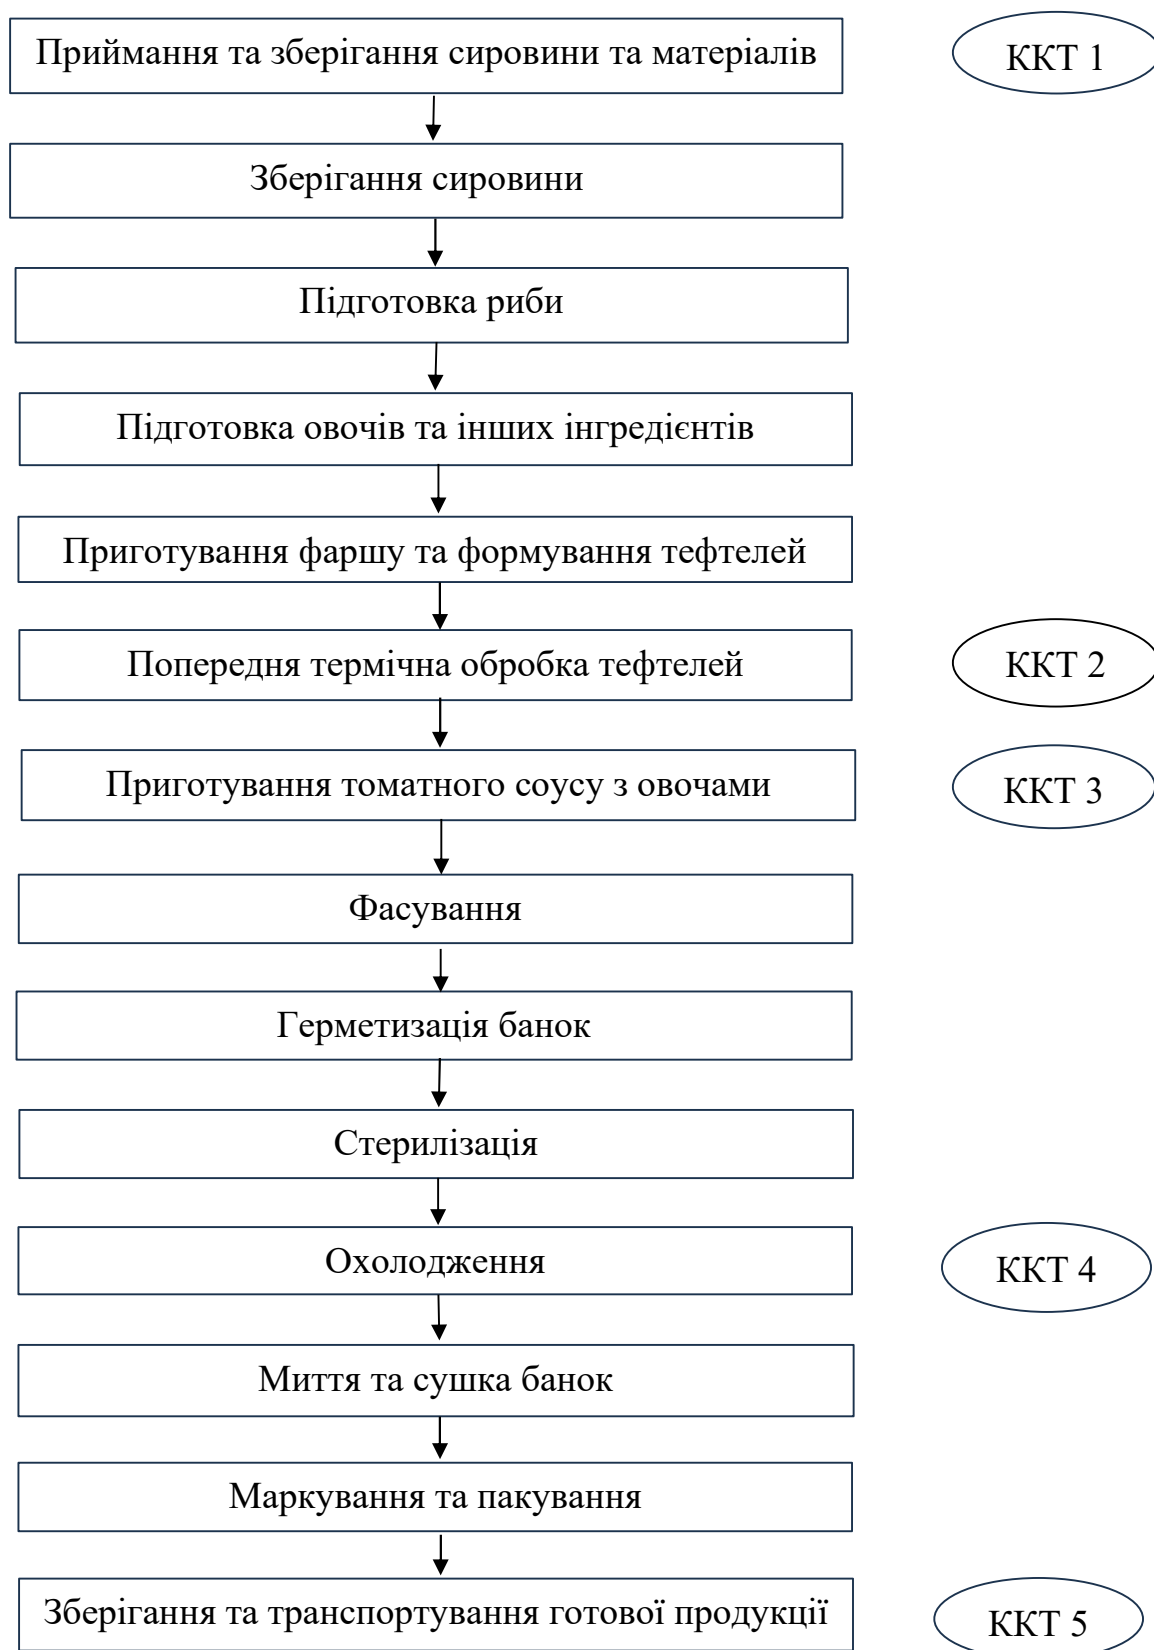 Приймання та зберігання сировини та матеріалів
ККТ 1
Зберігання сировини
Підготовка риби
Підготовка овочів та інших інгредієнтів
Приготування фаршу та формування тефтелей
Попередня термічна обробка тефтелей
ККТ 2
Приготування томатного соусу з овочами
ККТ 3
Фасування
Герметизація банок
Стерилізація
Охолодження
ККТ 4
Миття та сушка банок
Маркування та пакування
Зберігання та транспортування готової продукції
ККТ 5